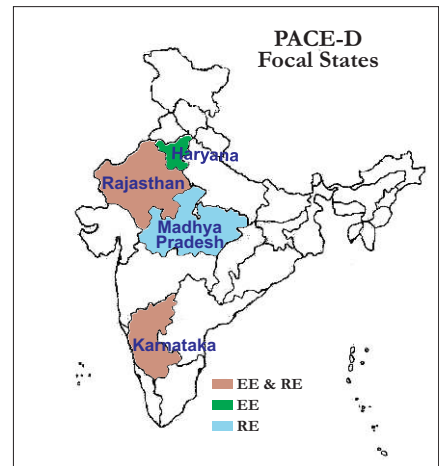 PACE-D
Focal States
Haryana
Rajasthan
Madhya
Pradesh
Karnataka
EE & RE
EE
RE